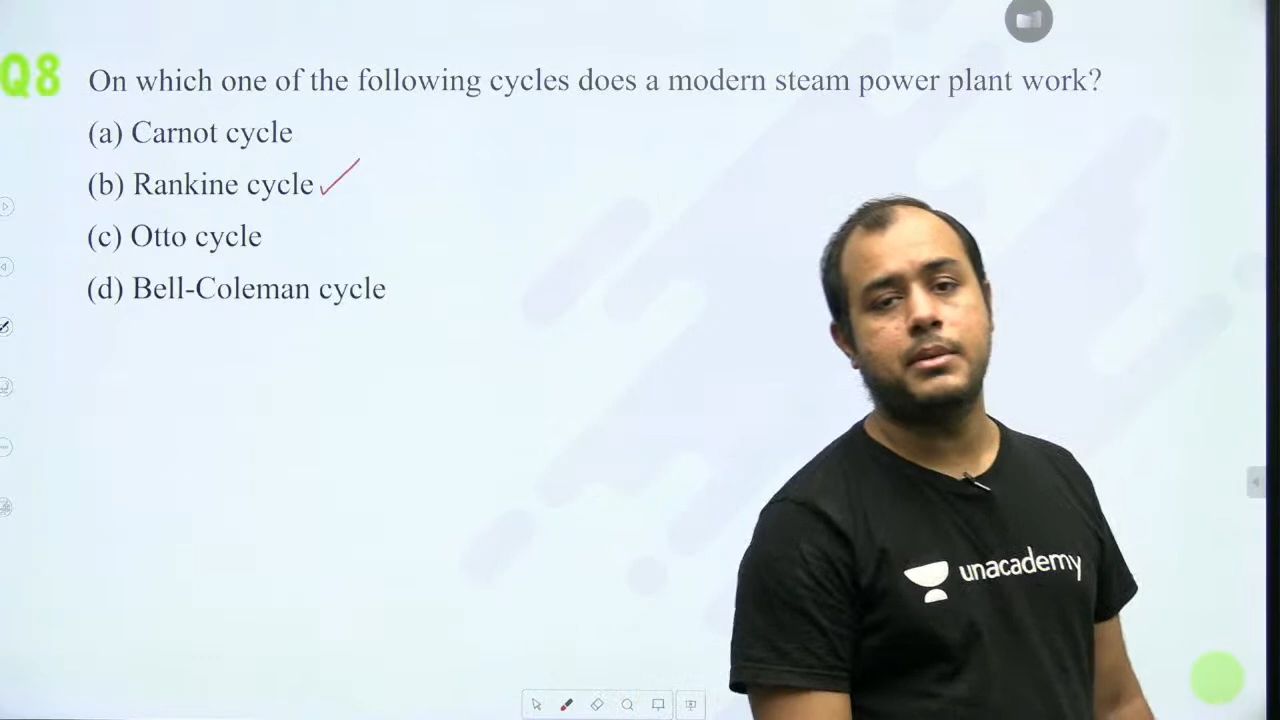 Q8 On which one of the following cycles does a modern steam power plant work?
(a) Carnot cycle
(b) Rankine cycle
(c) Otto cycle
(d) Bell-Coleman cycle
unacademy